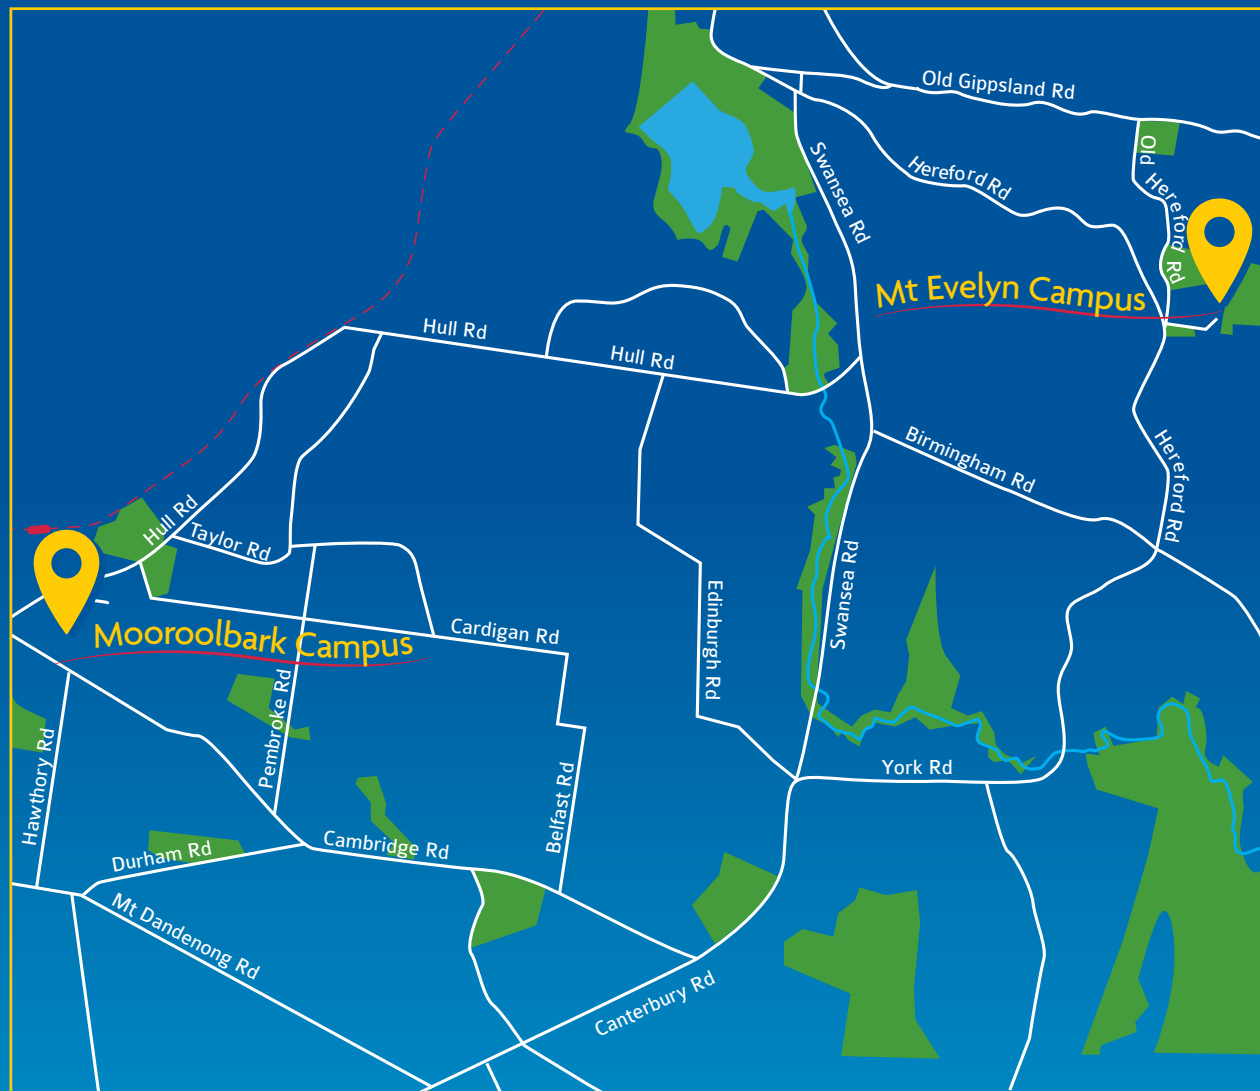 Old Gippsland Rd
Old Hereford Rd
Hereford Rd
Swansea Rd
Mt Evelyn Campus
Hull Rd
Hull Rd
Birmingham Rd
Hereford Rd
Hull Rd
Taylor Rd
Swansea Rd
Edinburgh Rd
Mooroolbark Campus
Cardigan Rd
Pembroke Rd
Hawthory Rd
Belfast Rd
York Rd
Durham Rd
Cambridge Rd
Mt Dandenong Rd
Canterbury Rd